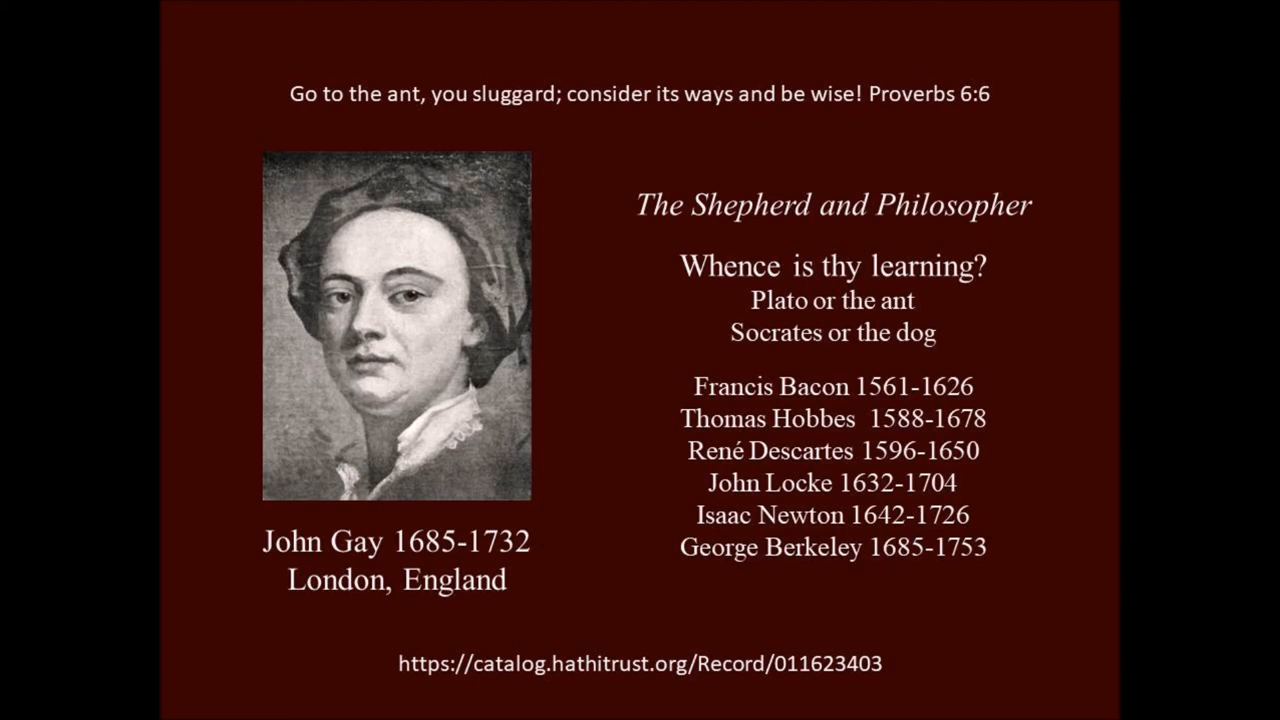 Go to the ant, you sluggard; consider its ways and be wise! Proverbs 6:6
The Shepherd and Philosopher
Whence is thy learning?
Plato or the ant
Socrates or the dog
Francis Bacon 1561-1626
Thomas Hobbes 1588-1678
René Descartes 1596-1650
John Locke 1632-1704
Isaac Newton 1642-1726
George Berkeley 1685-1753
John Gay 1685-1732
London, England
https://catalog.hathitrust.org/Record/011623403